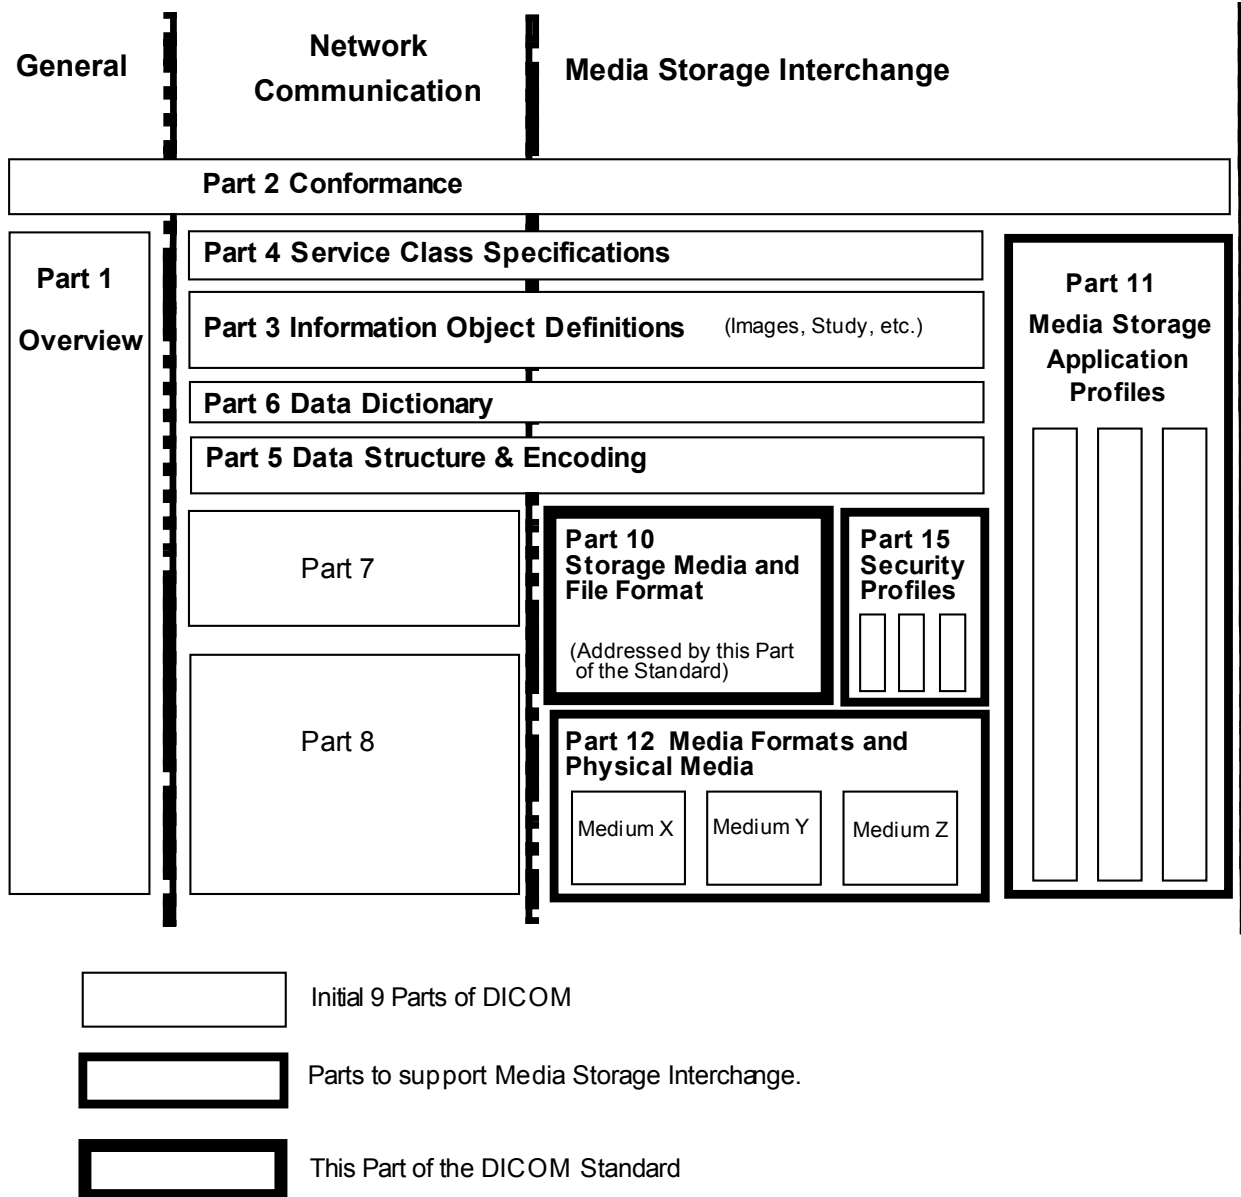 General
Network
Communication
Media Storage Interchange
Part 2 Conformance
Part 1
Overview
Part 4 Service Class Specifications
Part 3 Information Object Definitions (Images, Study, etc.)
Part 6 Data Dictionary
Part 5 Data Structure & Encoding
Part 7
Part 8
Part 10
Storage Media and
File Format
(Addressed by this Part
of the Standard)
Part 15
Security
Profiles
Part 12 Media Formats and
Physical Media
Medium X
Medium Y
Medium Z
Part 11
Media Storage
Application
Profiles
Initial 9 Parts of DICOM
Parts to support Media Storage Interchange.
This Part of the DICOM Standard